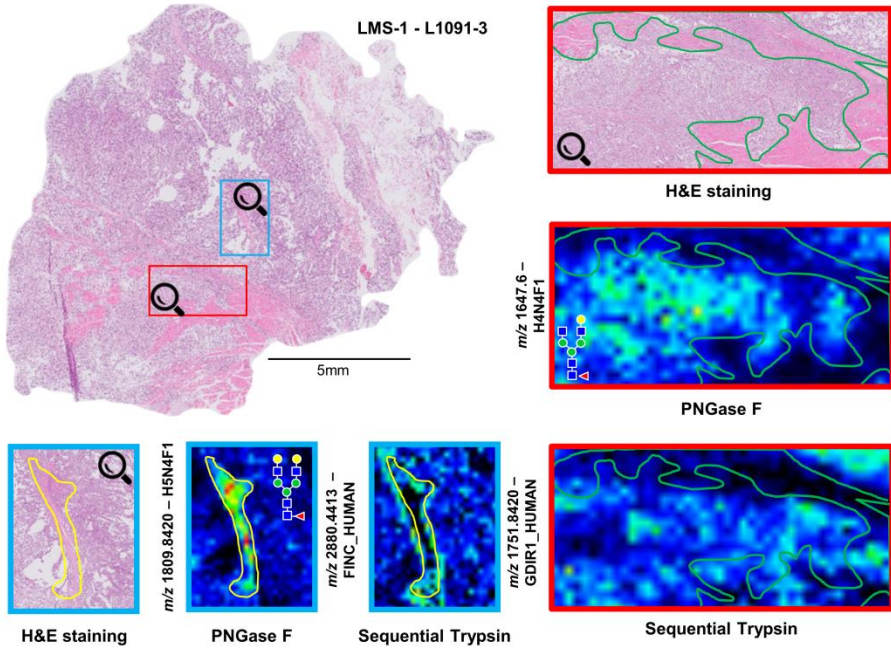 LMS-1 - L1091-3
5mm
H&E staining
m/z 1647.6 –
H4N4F1
PNGase F
m/z 1809.8420 – H5N4F1
m/z 2880.4413 –
FINC_HUMAN
m/z 1751.8420 –
GDIR1_HUMAN
H&E staining
PNGase F
Sequential Trypsin
Sequential Trypsin